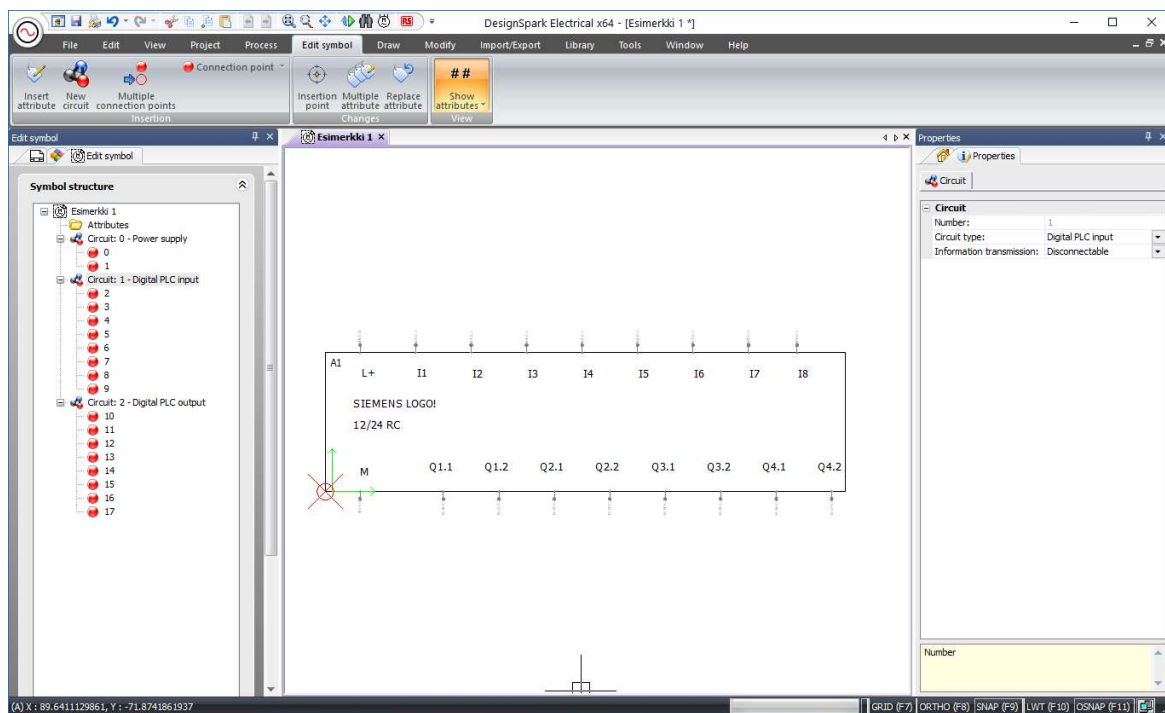 DesignSpark Electrical x64 - [Esimerkki 1 *]
File Edit View Project Process Edit symbol Draw Modify Import/Export Library Tools Window Help
Insert attribute
New circuit
Multiple connection points
Connection point
Insertion
Insertion point
Multiple attribute
Replace attribute
Changes
##
Show attributes
View
Edit symbol
Edit symbol
Symbol structure
Esimerkki 1
Attributes
Circuit: 0 - Power supply
0
1
Circuit: 1 - Digital PLC input
2
3
4
5
6
7
8
9
Circuit: 2 - Digital PLC output
10
11
12
13
14
15
16
17
Esimerkki 1
A1
L+ I1 I2 I3 I4 I5 I6 I7 I8
SIEMENS LOGO!
12/24 RC
M Q1.1 Q1.2 Q2.1 Q2.2 Q3.1 Q3.2 Q4.1 Q4.2
Properties
Properties
Circuit
Circuit
Number: 1
Circuit type: Digital PLC input
Information transmission: Disconnectable
Number
(A) X : 89.6411129861, Y : -71.8741861937
GRID (F7) ORTHO (F8) SNAP (F9) LWT (F10) OSNAP (F11)